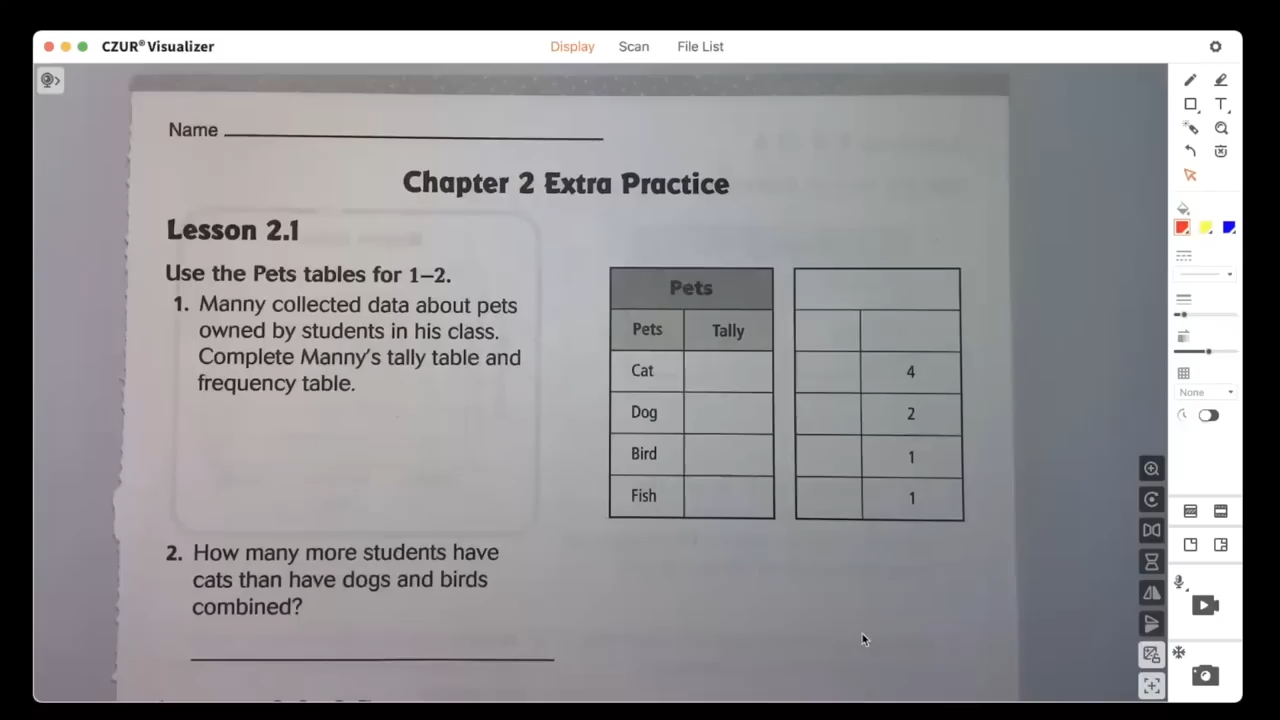 CZUR® Visualizer
Display Scan File List
Name
Chapter 2 Extra Practice
Lesson 2.1
Use the Pets tables for 1–2.
1. Manny collected data about pets
owned by students in his class.
Complete Manny's tally table and
frequency table.
Pets
Pets Tally
Cat
Dog
Bird
Fish
4
2
1
1
2. How many more students have
cats than have dogs and birds
combined?
T
None